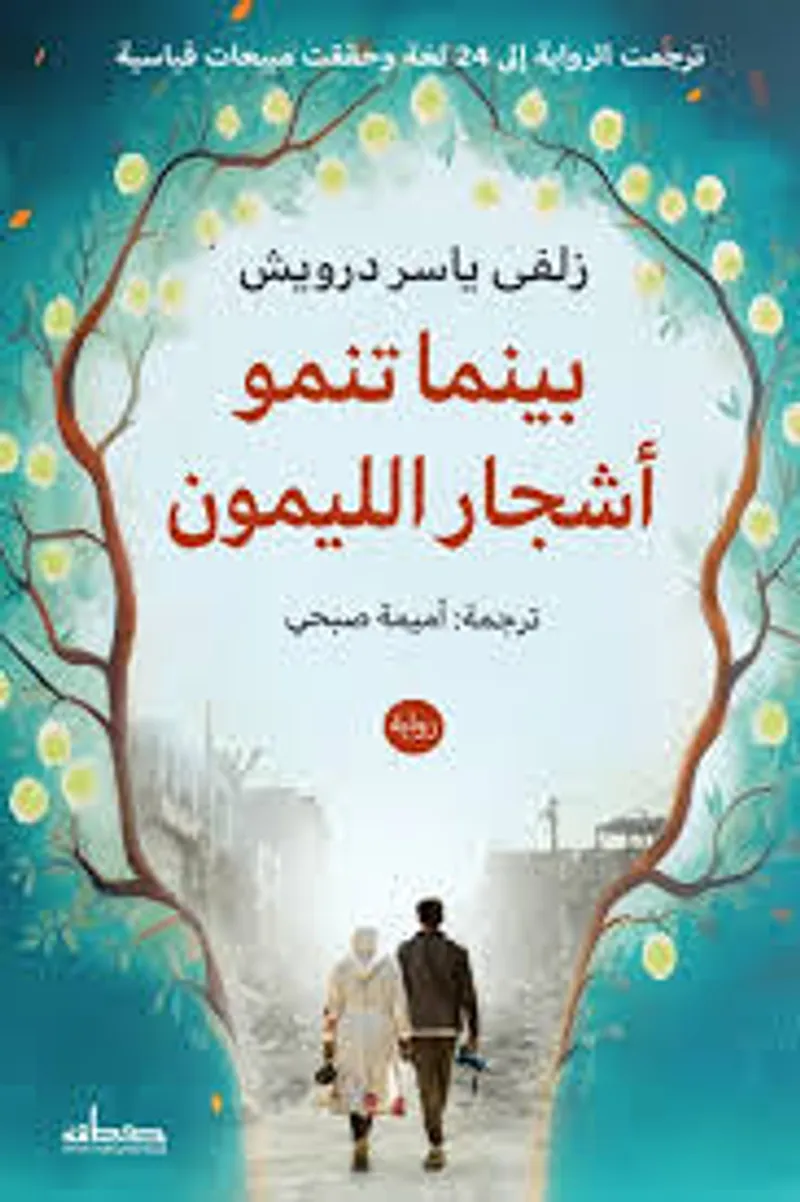 ترجمت الرواية إلى 24 لغة وحققت مبيعات قياسية
زلفى ياسر درويش
بينما تنمو
أشجار الليمون
ترجمة: أميمة صبحي
رواية